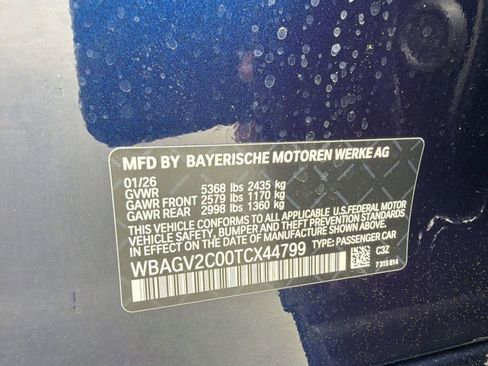 MFD BY BAYERISCHE MOTOREN WERKE AG
01/26
GVWR 5368 lbs 2435 kg
GAWR FRONT 2579 lbs 1170 kg
GAWR REAR 2998 lbs 1360 kg
THIS VEHICLE CONFORMS TO ALL APPLICABLE U.S.FEDERAL MOTOR
VEHICLE SAFETY, BUMPER AND THEFT PREVENTION STANDARDS IN
EFFECT ON THE DATE OF MANUFACTURE SHOWN ABOVE.
WBAGV2C00TCX44799 TYPE: PASSENGER CAR
C3Z
7315814